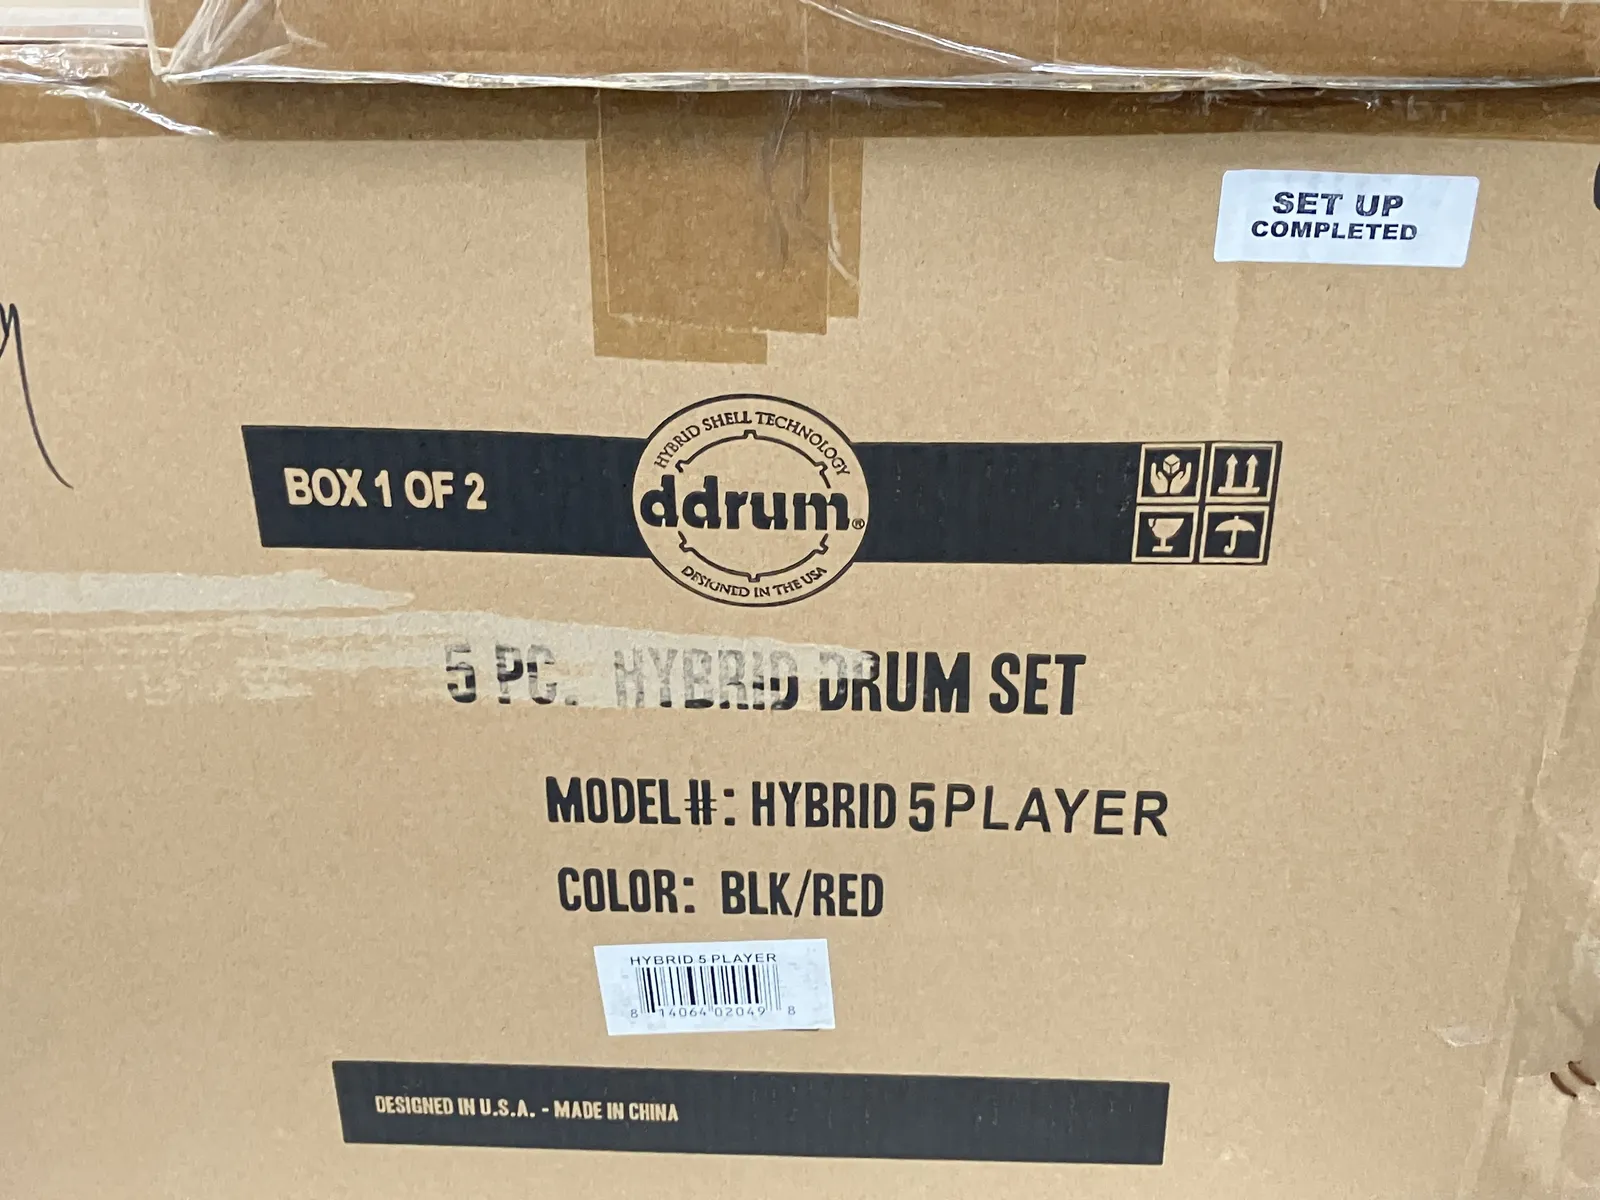 SET UP
COMPLETED
BOX 1 OF 2
HYBRID SHELL TECHNOLOGY
ddrum®
DESIGNED IN THE USA
5 PC. HYBRID DRUM SET
MODEL#: HYBRID 5PLAYER
COLOR: BLK/RED
HYBRID 5 PLAYER
8 14064 02049 8
DESIGNED IN U.S.A. - MADE IN CHINA